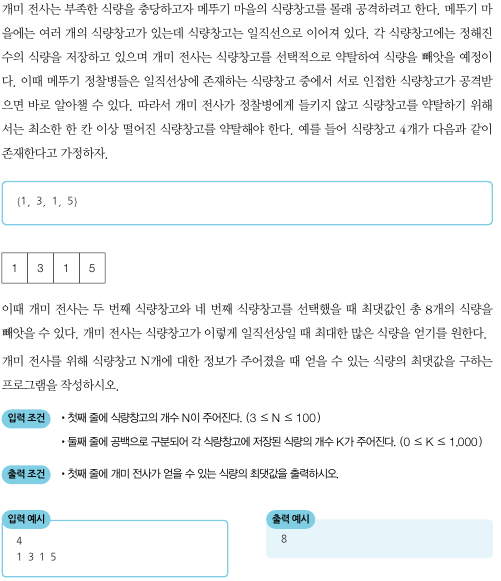 개미 전사는 부족한 식량을 충당하고자 메뚜기 마을의 식량창고를 몰래 공격하려고 한다. 메뚜기 마
을에는 여러 개의 식량창고가 있는데 식량창고는 일직선으로 이어져 있다. 각 식량창고에는 정해진
수의 식량을 저장하고 있으며 개미 전사는 식량창고를 선택적으로 약탈하여 식량을 빼앗을 예정이
다. 이때 메뚜기 정찰병들은 일직선상에 존재하는 식량창고 중에서 서로 인접한 식량창고가 공격받
으면 바로 알아챌 수 있다. 따라서 개미 전사가 정찰병에게 들키지 않고 식량창고를 약탈하기 위해
서는 최소한 한 칸 이상 떨어진 식량창고를 약탈해야 한다. 예를 들어 식량창고 4개가 다음과 같이
존재한다고 가정하자.
{1, 3, 1, 5}
1 3 1 5
이때 개미 전사는 두 번째 식량창고와 네 번째 식량창고를 선택했을 때 최댓값인 총 8개의 식량을
빼앗을 수 있다. 개미 전사는 식량창고가 이렇게 일직선상일 때 최대한 많은 식량을 얻기를 원한다.
개미 전사를 위해 식량창고 N개에 대한 정보가 주어졌을 때 얻을 수 있는 식량의 최댓값을 구하는
프로그램을 작성하시오.
입력 조건 • 첫째 줄에 식량창고의 개수 N이 주어진다. (3 ≤ N ≤ 100)
• 둘째 줄에 공백으로 구분되어 각 식량창고에 저장된 식량의 개수 K가 주어진다. (0 ≤ K ≤ 1,000)
출력 조건 • 첫째 줄에 개미 전사가 얻을 수 있는 식량의 최댓값을 출력하시오.
입력 예시
4
1 3 1 5
출력 예시
8